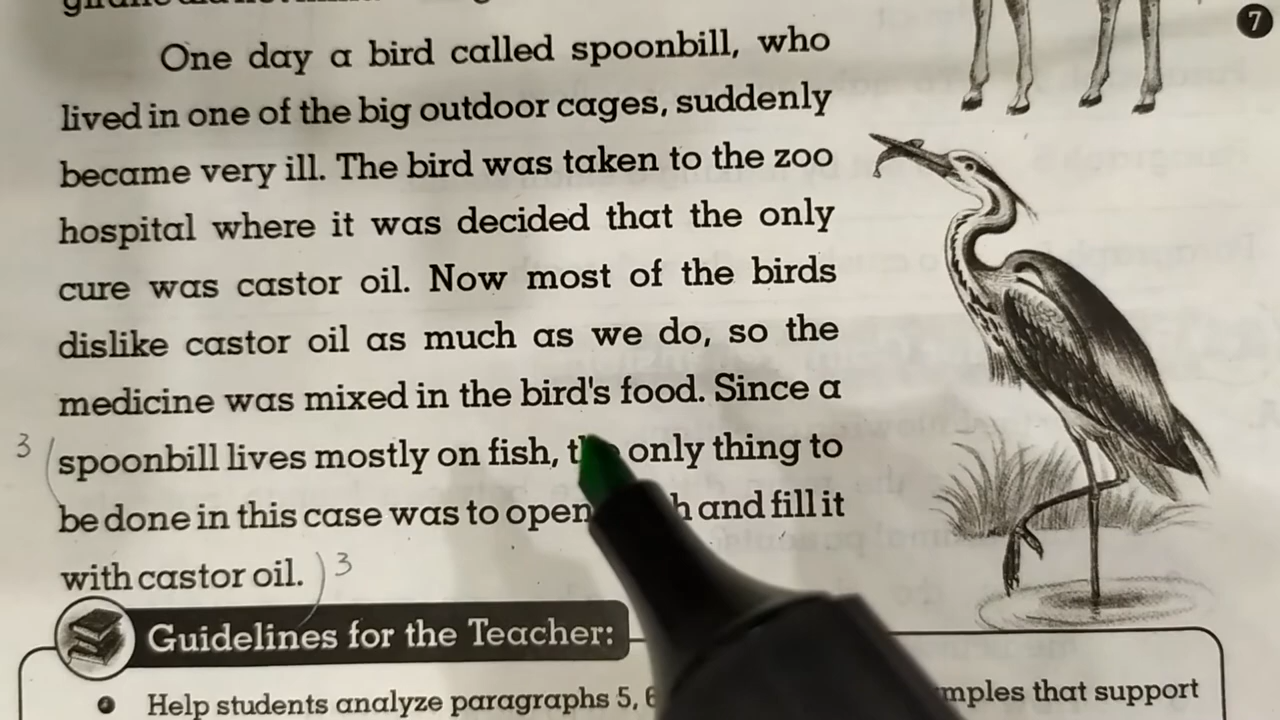 7
One day a bird called spoonbill, who
lived in one of the big outdoor cages, suddenly
became very ill. The bird was taken to the zoo
hospital where it was decided that the only
cure was castor oil. Now most of the birds
dislike castor oil as much as we do, so the
medicine was mixed in the bird's food. Since a
3 (spoonbill lives mostly on fish, only thing to
be done in this case was to open and fill it
with castor oil. ) 3
Guidelines for the Teacher:
• Help students analyze paragraphs 5, that support